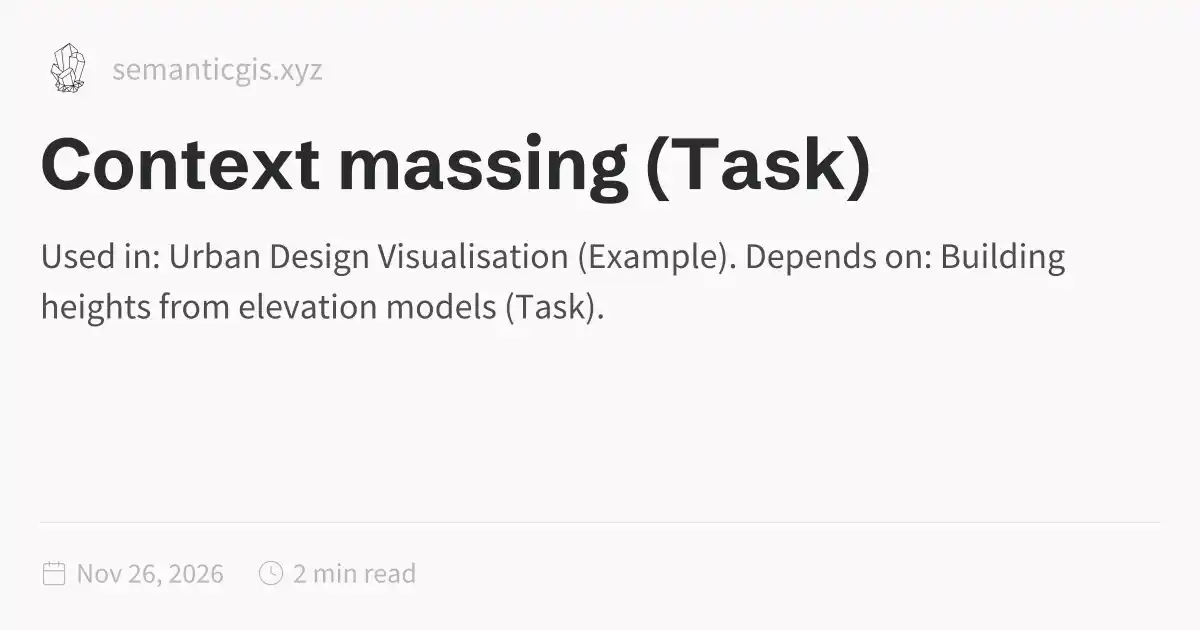 semanticgis.xyz
Context massing (Task)
Used in: Urban Design Visualisation (Example). Depends on: Building
heights from elevation models (Task).
Nov 26, 2026
2 min read